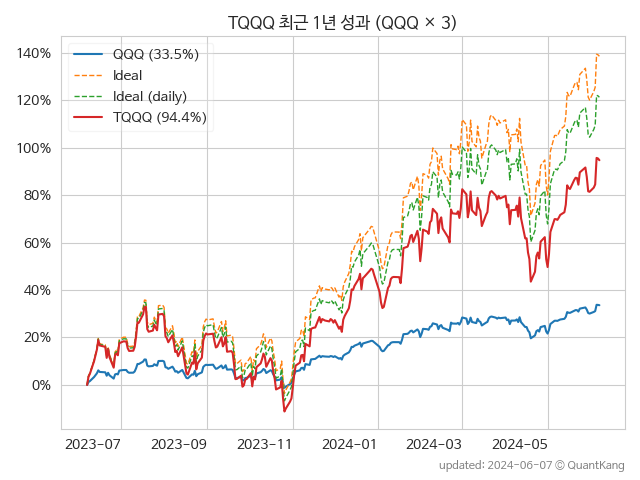 TQQQ 최근 1년 성과 (QQQ × 3)
QQQ (33.5%)
Ideal
Ideal (daily)
TQQQ (94.4%)
140%
120%
100%
80%
60%
40%
20%
0%
2023-07 2023-09 2023-11 2024-01 2024-03 2024-05
updated: 2024-06-07 © QuantKang